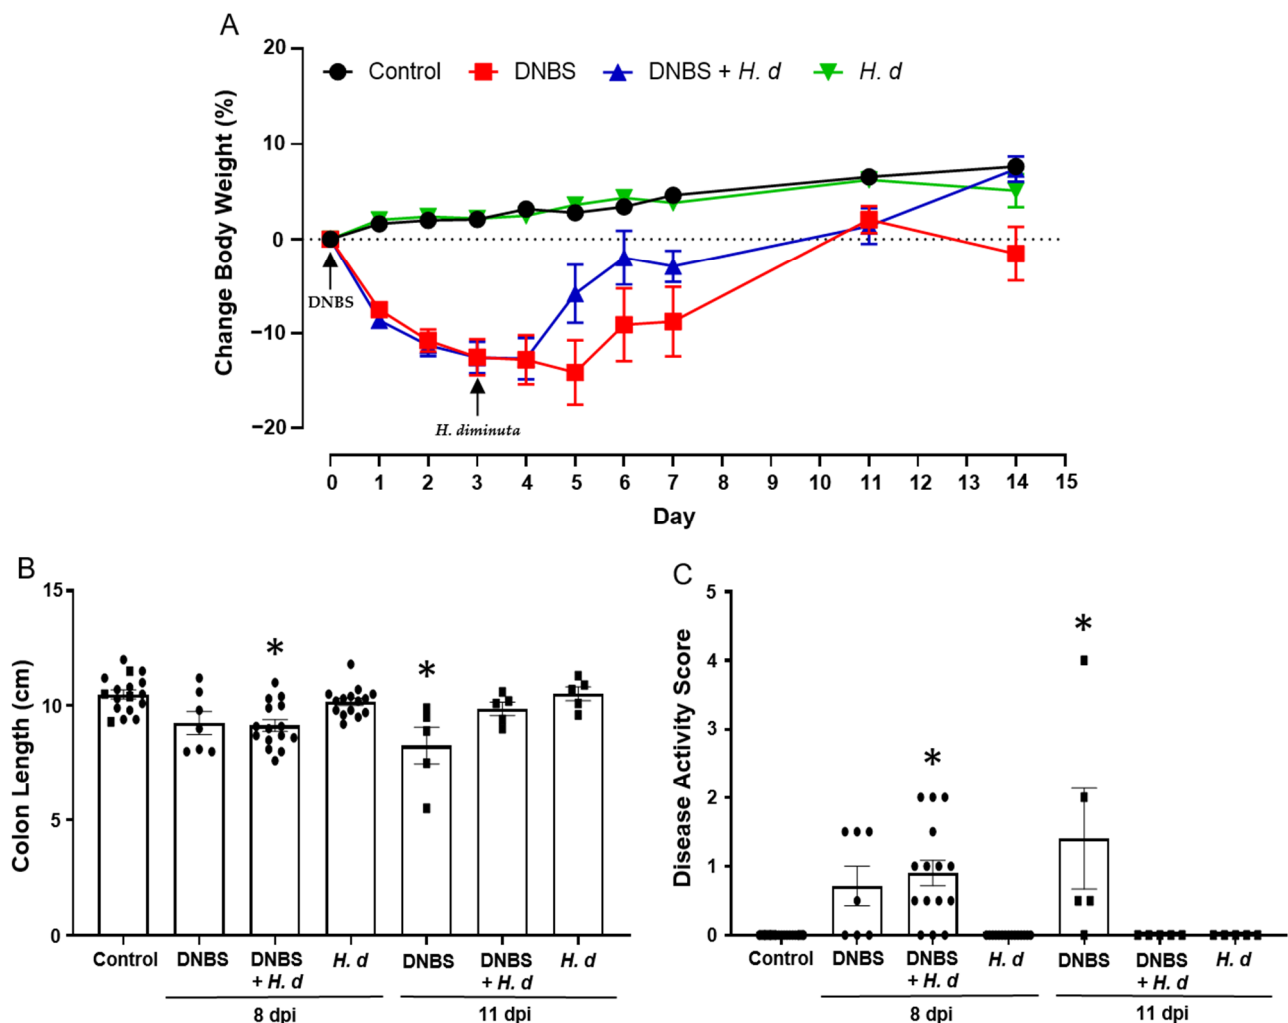 A
20
Control DNBS DNBS + H. d H. d
10
0
−10
−20
Change Body Weight (%)
DNBS
H. diminuta
0 1 2 3 4 5 6 7 8 9 10 11 12 13 14 15
Day
B
15
10
5
0
Colon Length (cm)
*
*
Control DNBS DNBS + H. d H. d DNBS DNBS + H. d H. d
8 dpi 11 dpi
C
5
4
3
2
1
0
Disease Activity Score
*
*
Control DNBS DNBS + H. d H. d DNBS DNBS + H. d H. d
8 dpi 11 dpi